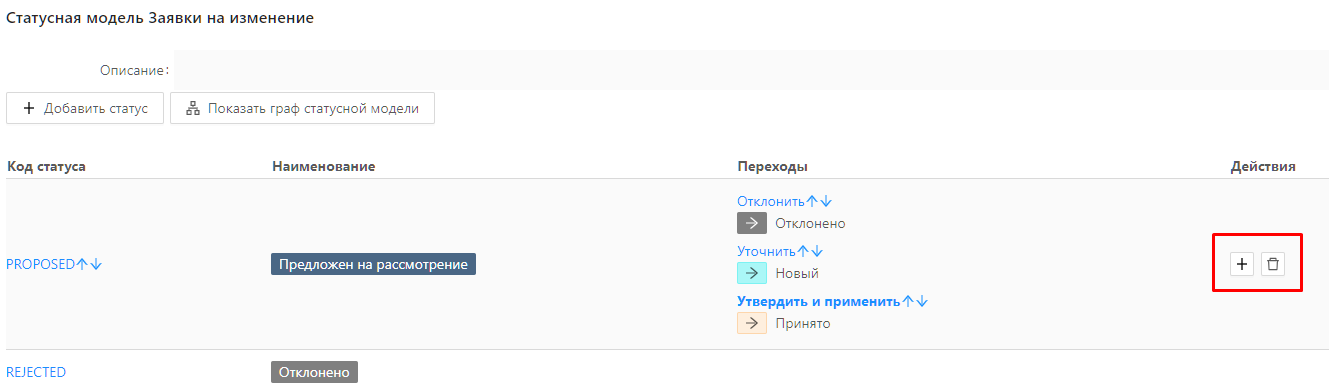 Статусная модель Заявки на изменение
Описание:
Добавить статус Показать граф статусной модели
Код статуса Наименование Переходы Действия
Отклонить
Отклонено
Уточнить
PROPOSED Предложен на рассмотрение
Новый
Утвердить и применить
Принято
REJECTED Отклонено